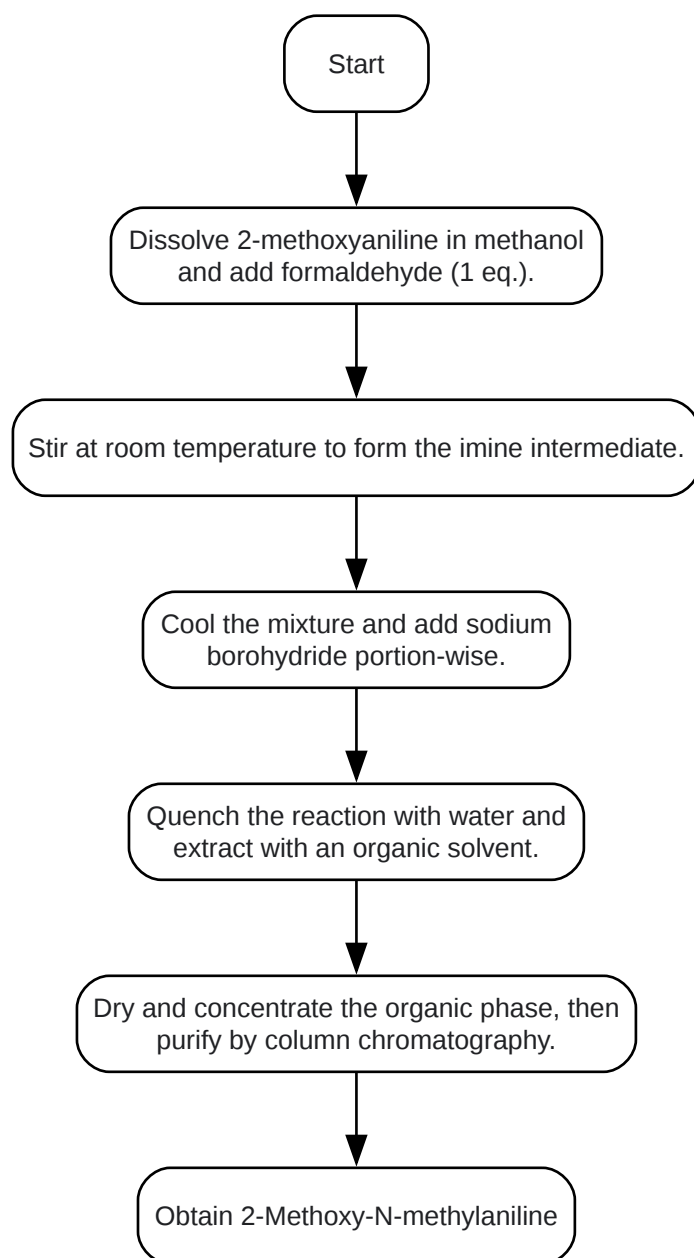 Start
Dissolve 2-methoxyaniline in methanol
and add formaldehyde (1 eq.).
Stir at room temperature to form the imine intermediate.
Cool the mixture and add sodium
borohydride portion-wise.
Quench the reaction with water and
extract with an organic solvent.
Dry and concentrate the organic phase, then
purify by column chromatography.
Obtain 2-Methoxy-N-methylaniline